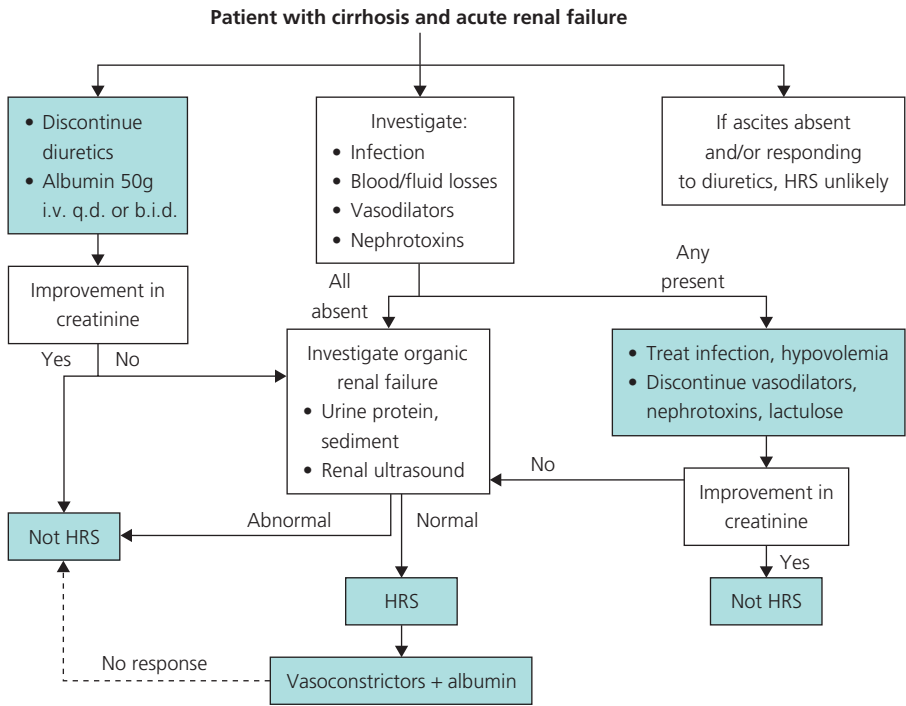 Patient with cirrhosis and acute renal failure
• Discontinue
diuretics
• Albumin 50g
i.v. q.d. or b.i.d.
Investigate:
• Infection
• Blood/fluid losses
• Vasodilators
• Nephrotoxins
If ascites absent
and/or responding
to diuretics, HRS unlikely
Improvement in
creatinine
All
absent
Any
present
Yes
No
Investigate organic
renal failure
• Urine protein,
sediment
• Renal ultrasound
• Treat infection, hypovolemia
• Discontinue vasodilators,
nephrotoxins, lactulose
No
Improvement in
creatinine
Abnormal
Normal
Not HRS
Yes
HRS
Not HRS
No response
Vasoconstrictors + albumin